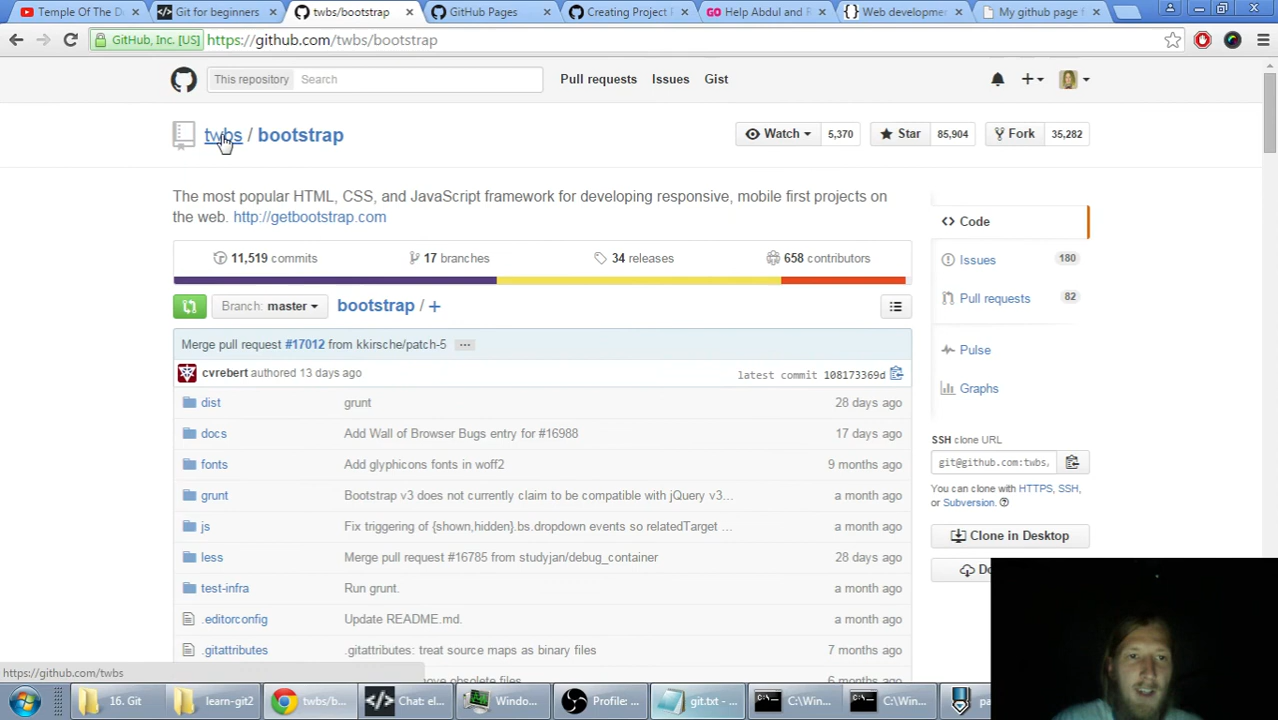 Temple Of The D
Git for beginners
twbs/bootstrap
GitHub Pages
Creating Project F
Help Abdul and R
Web developmen
My github page
GitHub, Inc. [US]
https://github.com/twbs/bootstrap
This repository
Search
Pull requests
Issues
Gist
twbs / bootstrap
Watch
5,370
Star
85,904
Fork
35,282
The most popular HTML, CSS, and JavaScript framework for developing responsive, mobile first projects on
the web. http://getbootstrap.com
11,519 commits
17 branches
34 releases
658 contributors
Branch: master
bootstrap / +
Merge pull request #17012 from kkirsche/patch-5 ...
cvrebert authored 13 days ago
latest commit 108173369d
dist
grunt
28 days ago
docs
Add Wall of Browser Bugs entry for #16988
17 days ago
fonts
Add glyphicons fonts in woff2
9 months ago
grunt
Bootstrap v3 does not currently claim to be compatible with jQuery v3...
a month ago
js
Fix triggering of {shown,hidden}.bs.dropdown events so relatedTarget ...
a month ago
less
Merge pull request #16785 from studyjan/debug_container
28 days ago
test-infra
Run grunt.
a month ago
.editorconfig
Update README.md.
a month ago
.gitattributes
.gitattributes: treat source maps as binary files
7 months ago
move obsolete files
6 months ago
Code
Issues
180
Pull requests
82
Pulse
Graphs
SSH clone URL
git@github.com:twbs,
You can clone with HTTPS, SSH,
or Subversion.
Clone in Desktop
https://github.com/twbs
16. Git
learn-git2
twbs/b...
Chat: el...
Windo...
Profile: ...
git.txt - ...
C:\Win...
C:\Win...